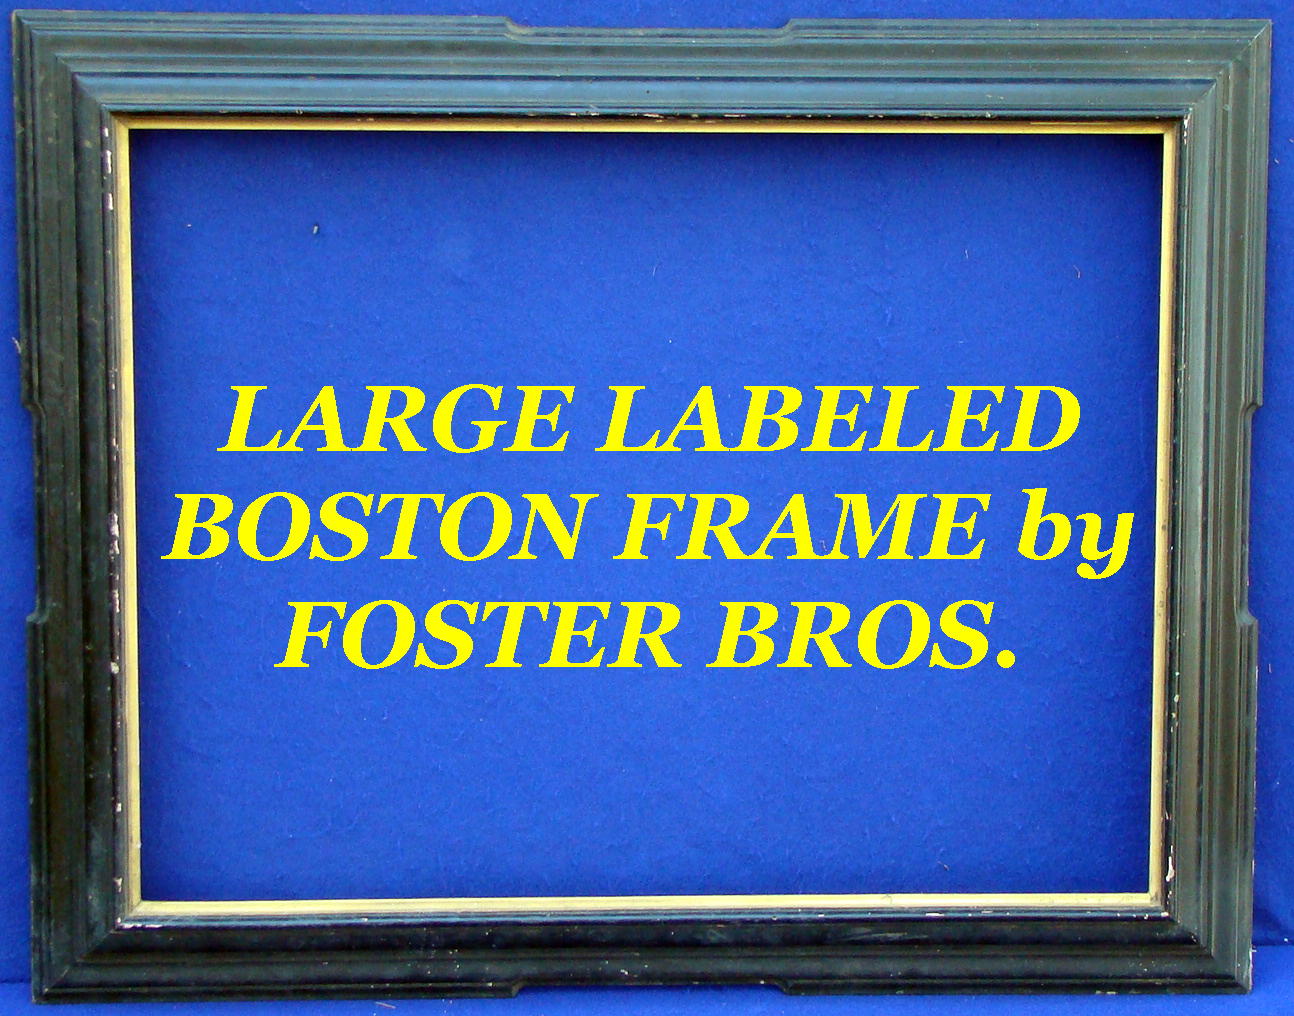 LARGE LABELED
BOSTON FRAME by
FOSTER BROS.